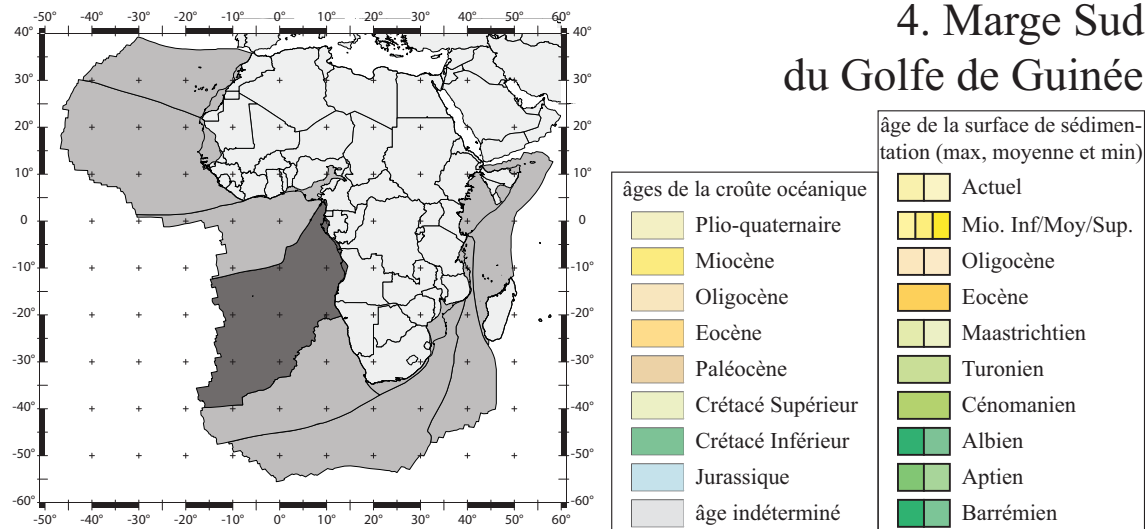 4. Marge Sud
du Golfe de Guinée
-50° -40° -30° -20° -10° 0° 10° 20° 30° 40° 50° 60°
40° 40°
30° 30°
20° 20°
10° 10°
0 0
-10° -10°
-20° -20°
-30° -30°
-40° -40°
-50° -50°
-60° -60°
-50° -40° -30° -20° -10° 0° 10° 20° 30° 40° 50° 60°
âges de la croûte océanique
Plio-quaternaire
Miocène
Oligocène
Eocène
Paléocène
Crétacé Supérieur
Crétacé Inférieur
Jurassique
âge indéterminé
âge de la surface de sédimen-
tation (max, moyenne et min)
Actuel
Mio. Inf/Moy/Sup.
Oligocène
Eocène
Maastrichtien
Turonien
Cénomanien
Albien
Aptien
Barrémien